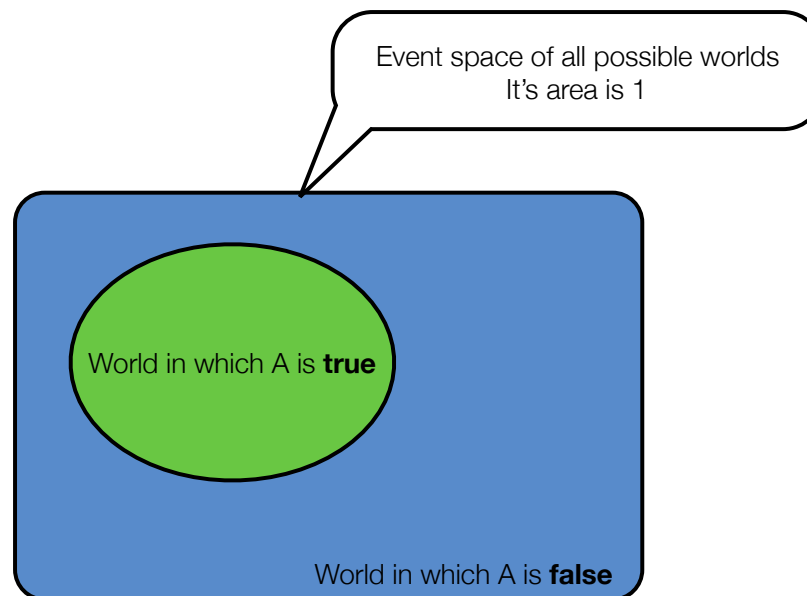 Event space of all possible worlds
It’s area is 1
World in which A is true
World in which A is false